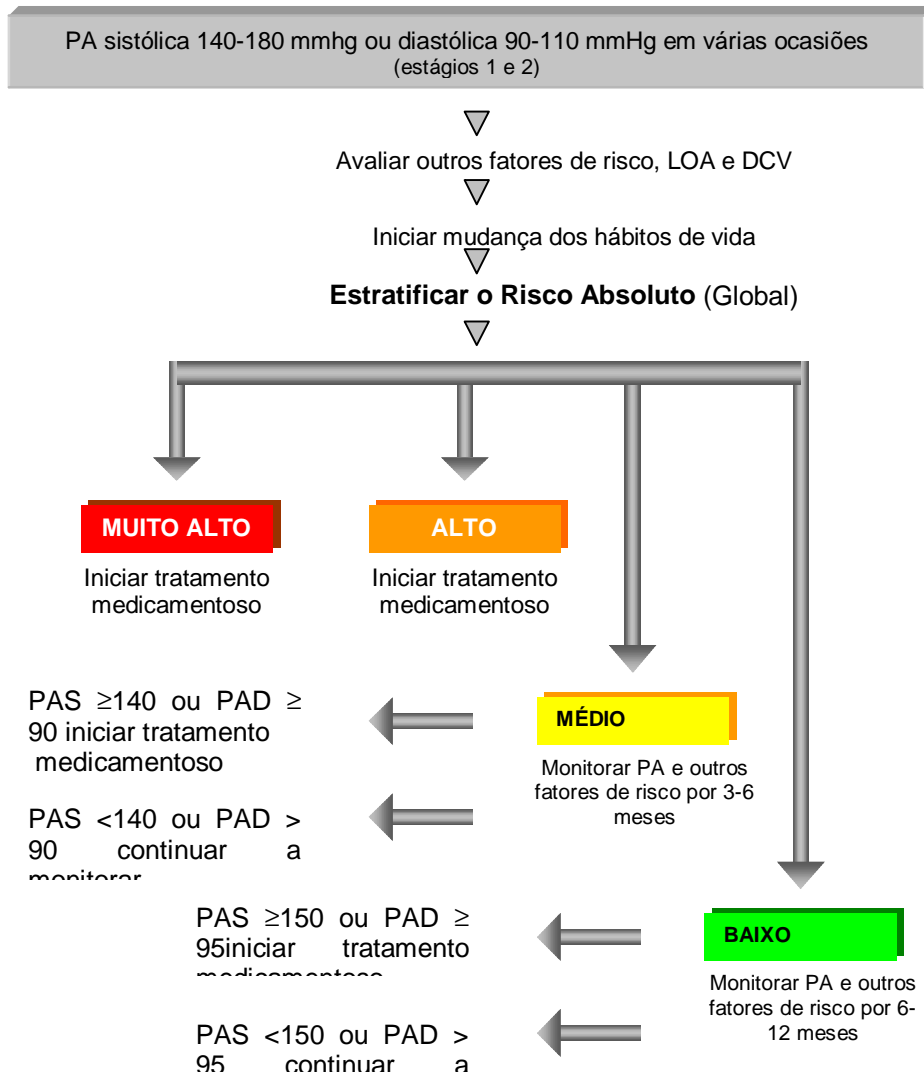 PA sistólica 140-180 mmhg ou diastólica 90-110 mmHg em várias ocasiões
(estágios 1 e 2)
Avaliar outros fatores de risco, LOA e DCV
Iniciar mudança dos hábitos de vida
Estratificar o Risco Absoluto (Global)
MUITO ALTO
Iniciar tratamento
medicamentoso
ALTO
Iniciar tratamento
medicamentoso
MÉDIO
Monitorar PA e outros
fatores de risco por 3-6
meses
PAS ≥140 ou PAD ≥
90 iniciar tratamento
medicamentoso
PAS <140 ou PAD >
90 continuar a
monitorar
BAIXO
Monitorar PA e outros
fatores de risco por 6-
12 meses
PAS ≥150 ou PAD ≥
95iniciar tratamento
medicamentoso
PAS <150 ou PAD >
95 continuar a